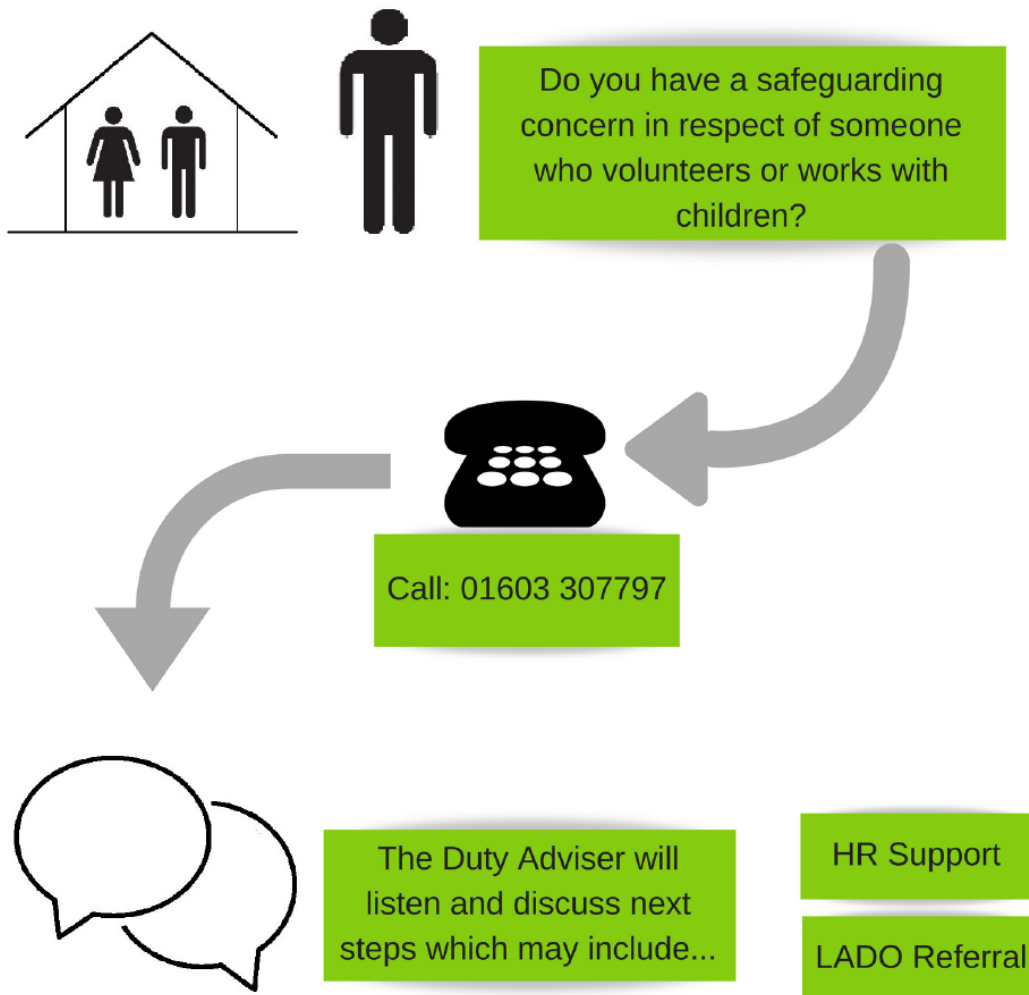 Do you have a safeguarding
concern in respect of someone
who volunteers or works with
children?
Call: 01603 307797
The Duty Adviser will
listen and discuss next
steps which may include...
HR Support
LADO Referral